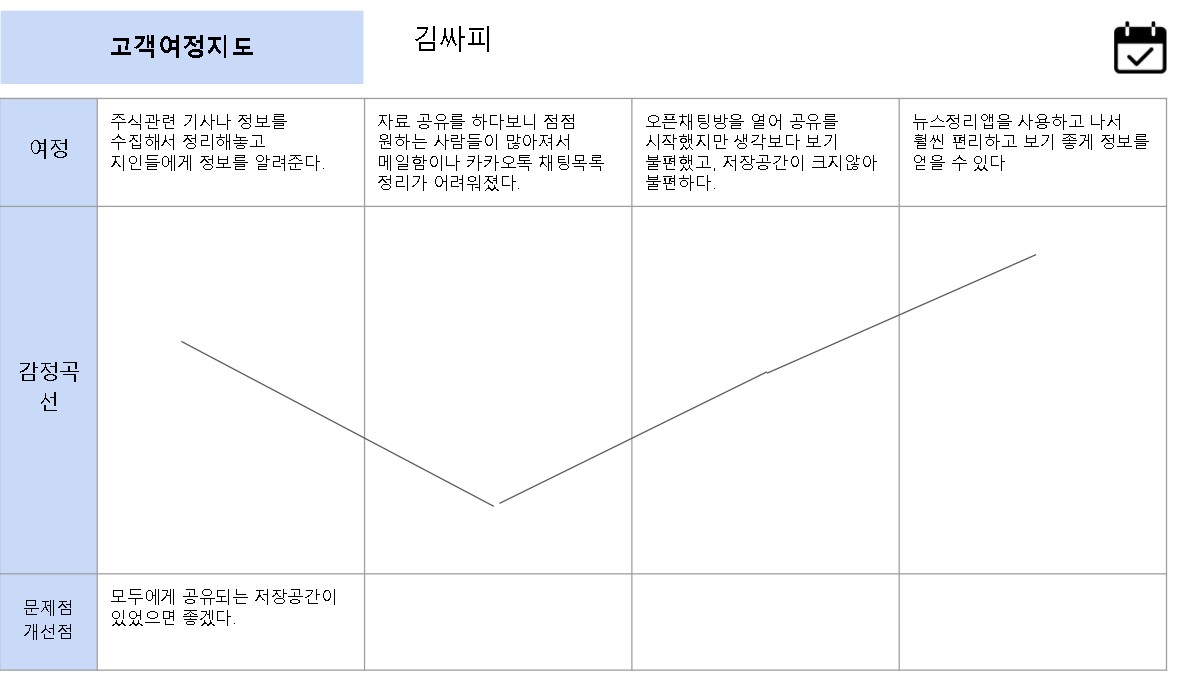 고객여정지도
김싸피
여정
주식관련 기사나 정보를
수집해서 정리해놓고
지인들에게 정보를 알려준다.
자료 공유를 하다보니 점점
원하는 사람들이 많아져서
메일함이나 카카오톡 채팅목록
정리가 어려워졌다.
오픈채팅방을 열어 공유를
시작했지만 생각보다 보기
불편했고, 저장공간이 크지않아
불편하다.
뉴스정리앱을 사용하고 나서
훨씬 편리하고 보기 좋게 정보를
얻을 수 있다
감정곡
선
문제점
개선점
모두에게 공유되는 저장공간이
있었으면 좋겠다.